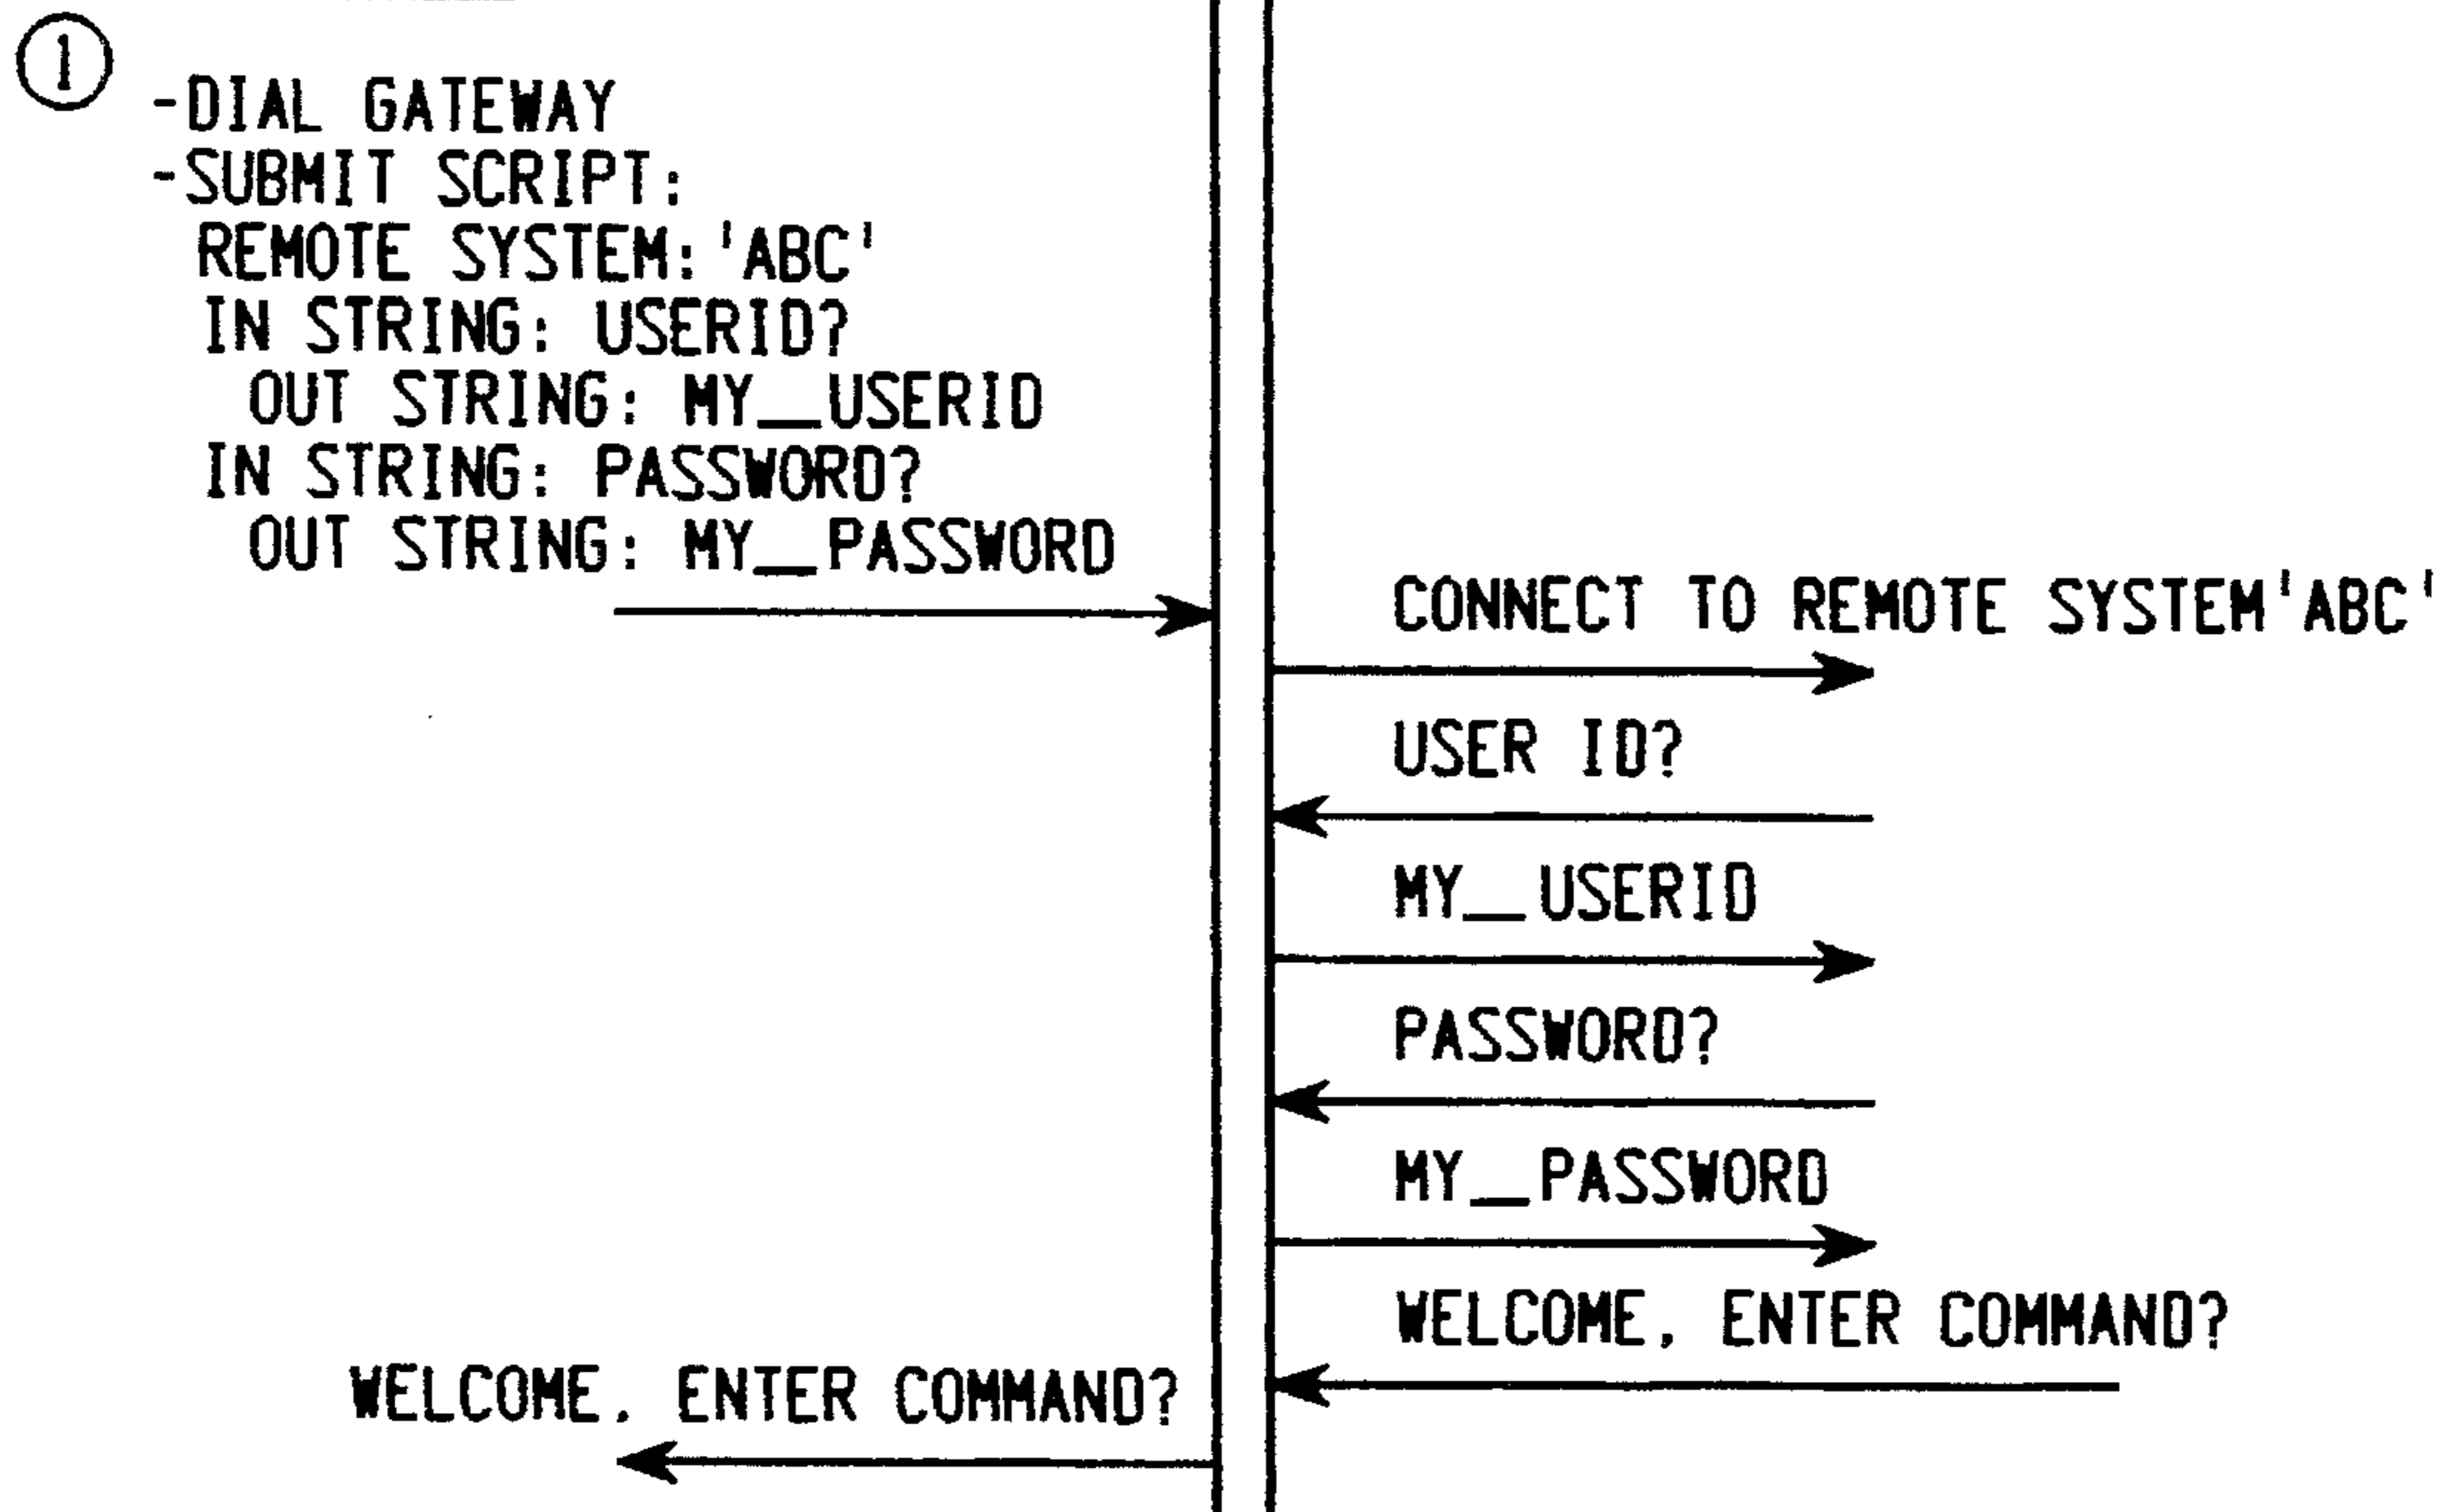 1
-DIAL GATEWAY
-SUBMIT SCRIPT:
REMOTE SYSTEM: 'ABC'
IN STRING: USERID?
OUT STRING: MY__USERID
IN STRING: PASSWORD?
OUT STRING: MY__PASSWORD
CONNECT TO REMOTE SYSTEM 'ABC'
USER ID?
MY__USERID
PASSWORD?
MY__PASSWORD
WELCOME, ENTER COMMAND?
WELCOME, ENTER COMMAND?